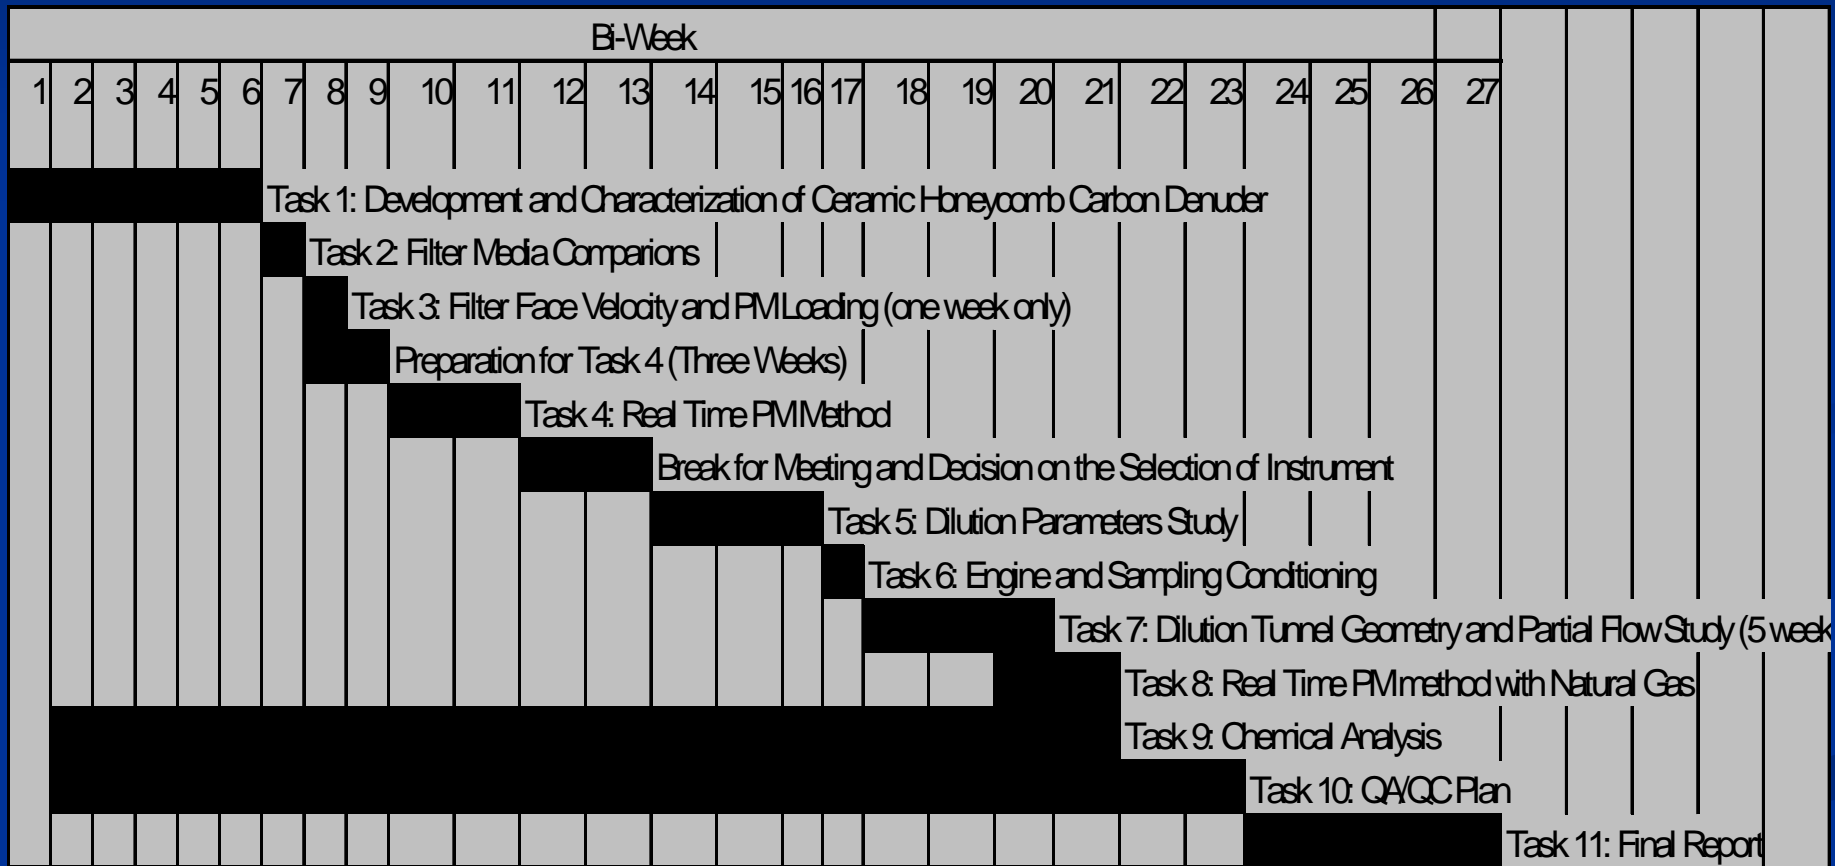 Bi-Week
1 2 3 4 5 6 7 8 9 10 11 12 13 14 15 16 17 18 19 20 21 22 23 24 25 26 27
Task 1: Development and Characterization of Ceramic Honeycomb Carbon Denuder
Task 2: Filter Media Comparions
Task 3: Filter Face Velocity and PM Loading (one week only)
Preparation for Task 4 (Three Weeks)
Task 4: Real Time PM Method
Break for Meeting and Decision on the Selection of Instrument
Task 5: Dilution Parameters Study
Task 6: Engine and Sampling Conditioning
Task 7: Dilution Tunnel Geometry and Partial Flow Study (5 week
Task 8: Real Time PM method with Natural Gas
Task 9: Chemical Analysis
Task 10: QA/QC Plan
Task 11: Final Report